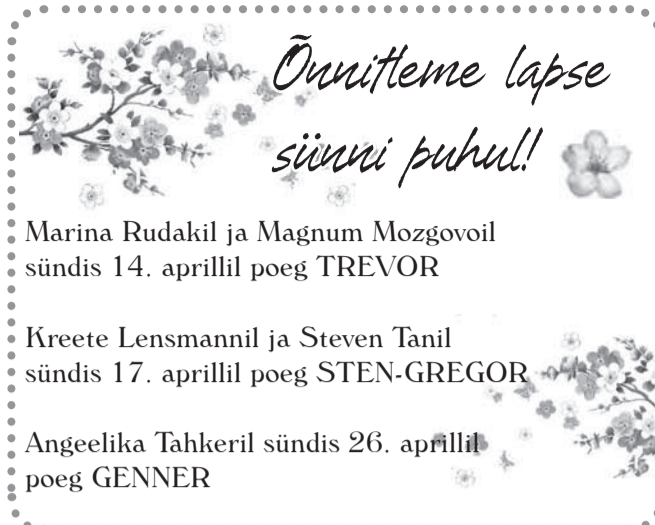 Õnnitleme lapse
sünni puhul!
Marina Rudakil ja Magnum Mozgovoil
sündis 14. aprillil poeg TREVOR
Kreete Lensmannil ja Steven Tanil
sündis 17. aprillil poeg STEN-GREGOR
Angeelika Tahkeril sündis 26. aprillil
poeg GENNER